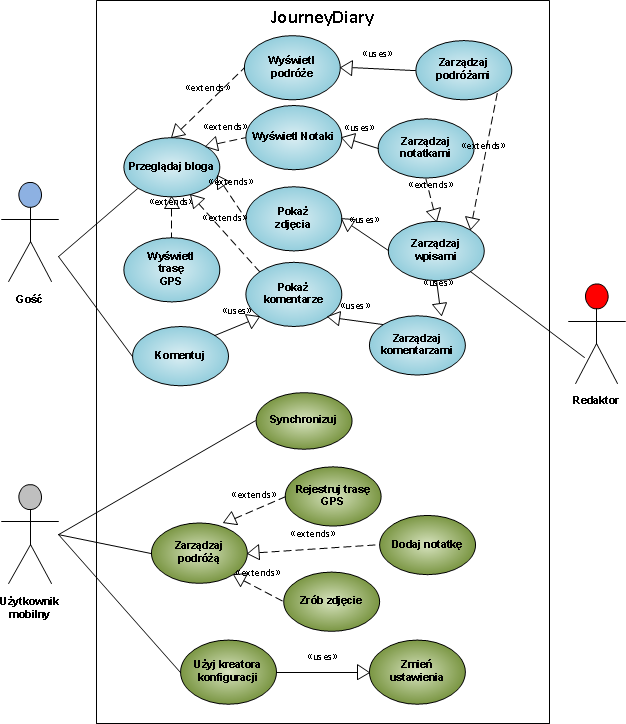 JourneyDiary
«uses»
Wyświetl
podróże
Zarządzaj
podróżami
«extends»
«extends»
«uses»
Wyświetl Notaki
Zarządzaj
notatkami
«extends»
Przeglądaj bloga
«extends»
«extends»
«extends»
Pokaż
zdjęcia
«extends»
«uses»
Zarządzaj
wpisami
Wyświetl
trasę
GPS
Gość
Pokaż
komentarze
«uses»
«uses»
«uses»
Komentuj
Zarządzaj
komentarzami
Redaktor
Synchronizuj
Rejestruj trasę
GPS
«extends»
«extends»
Zarządzaj
podróżą
Dodaj notatkę
«extends»
Zrób zdjęcie
Użytkownik
mobilny
«uses»
Użyj kreatora
konfiguracji
Zmień
ustawienia